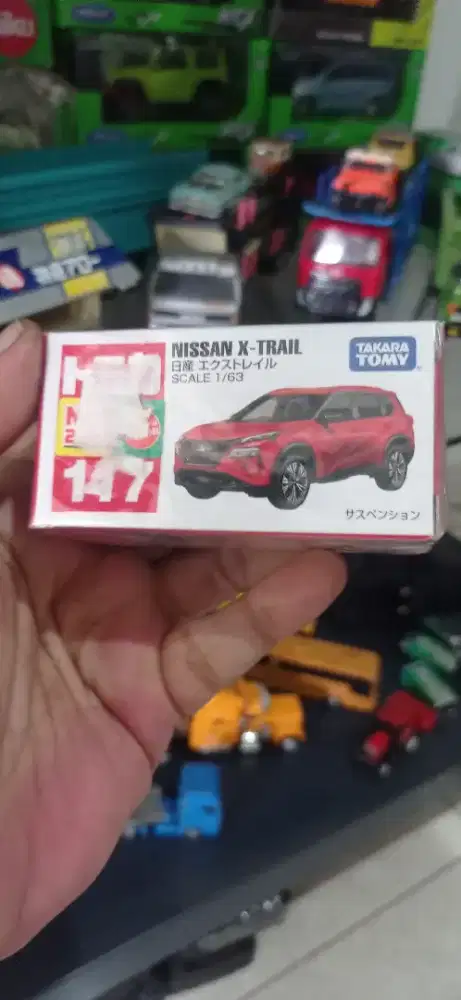 NISSAN X-TRAIL
日産 エクストレイル
SCALE 1/63
TAKARA
TOMY
147
サスペンション